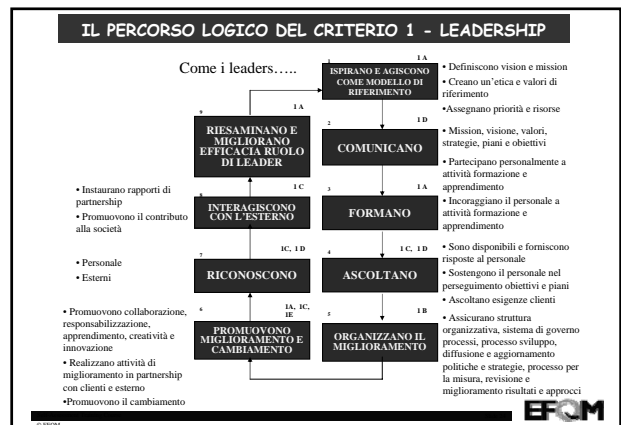 IL PERCORSO LOGICO DEL CRITERIO 1 - LEADERSHIP
Come i leaders…..
1
1 A
ISPIRANO E AGISCONO
COME MODELLO DI
RIFERIMENTO
• Definiscono vision e mission
• Creano un'etica e valori di
riferimento
•Assegnano priorità e risorse
2
1 D
COMUNICANO
• Mission, visione, valori,
strategie, piani e obiettivi
• Partecipano personalmente a
attività formazione e
apprendimento
3
1 A
FORMANO
• Incoraggiano il personale a
attività formazione e
apprendimento
4
1 C, 1 D
ASCOLTANO
• Sono disponibili e forniscono
risposte al personale
• Sostengono il personale nel
perseguimento obiettivi e piani
• Ascoltano esigenze clienti
5
1 B
ORGANIZZANO IL
MIGLIORAMENTO
• Assicurano struttura
organizzativa, sistema di governo
processi, processo sviluppo,
diffusione e aggiornamento
politiche e strategie, processo per
la misura, revisione e
miglioramento risultati e approcci
6
1A, 1C,
1E
PROMUOVONO
MIGLIORAMENTO E
CAMBIAMENTO
• Promuovono collaborazione,
responsabilizzazione,
apprendimento, creatività e
innovazione
• Realizzano attività di
miglioramento in partnership
con clienti e esterno
•Promuovono il cambiamento
7
1C, 1 D
RICONOSCONO
• Personale
• Esterni
8
1 C
INTERAGISCONO
CON L'ESTERNO
• Instaurano rapporti di
partnership
• Promuovono il contributo
alla società
9
1 A
RIESAMINANO E
MIGLIORANO
EFFICACIA RUOLO
DI LEADER
© EFQM
EFQM